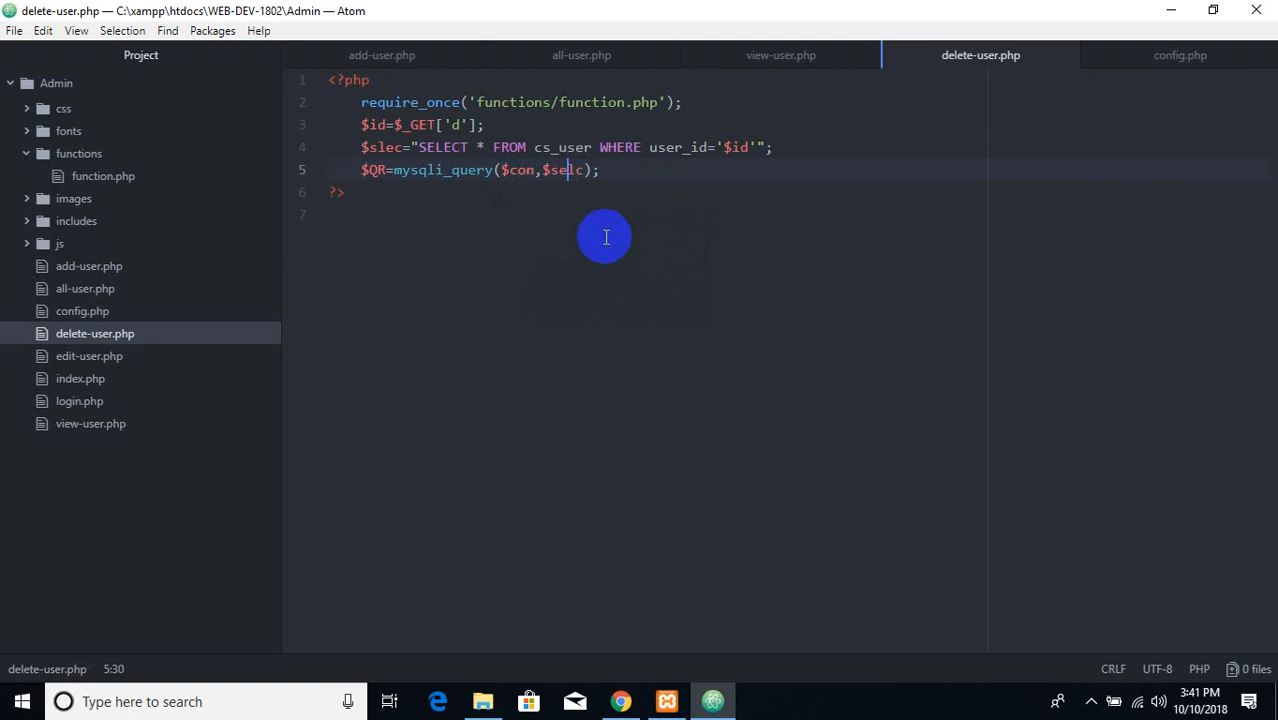 delete-user.php — C:\xampp\htdocs\WEB-DEV-1802\Admin — Atom
File Edit View Selection Find Packages Help
Project
add-user.php all-user.php view-user.php delete-user.php config.php
Admin
css
fonts
functions
function.php
images
includes
js
add-user.php
all-user.php
config.php
delete-user.php
edit-user.php
index.php
login.php
view-user.php
1 <?php
2 require_once('functions/function.php');
3 $id=$_GET['d'];
4 $slec="SELECT * FROM cs_user WHERE user_id='$id'";
5 $QR=mysqli_query($con,$selc);
6 ?>
7
delete-user.php 5:30 CRLF UTF-8 PHP 0 files
Type here to search
3:41 PM
10/10/2018